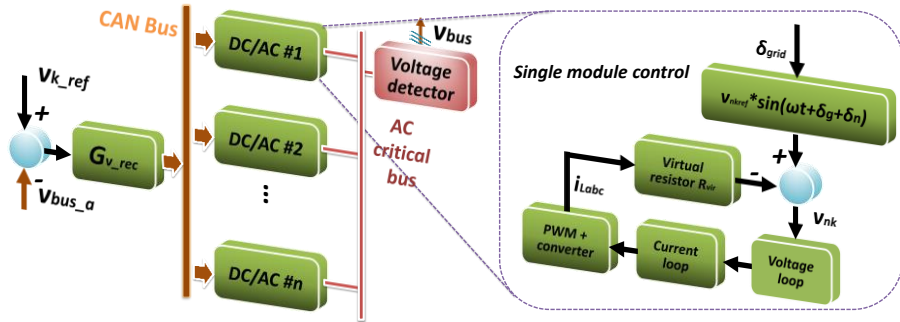 CAN Bus
v_k_ref
+
-
v_bus_a
G_v_rec
DC/AC #1
DC/AC #2
...
DC/AC #n
v_bus
Voltage
detector
AC
critical
bus
Single module control
δ_grid
v_nkref*sin(ωt+δ_g+δ_n)
+
-
Virtual
resistor R_vir
i_Labc
v_nk
PWM +
converter
Current
loop
Voltage
loop